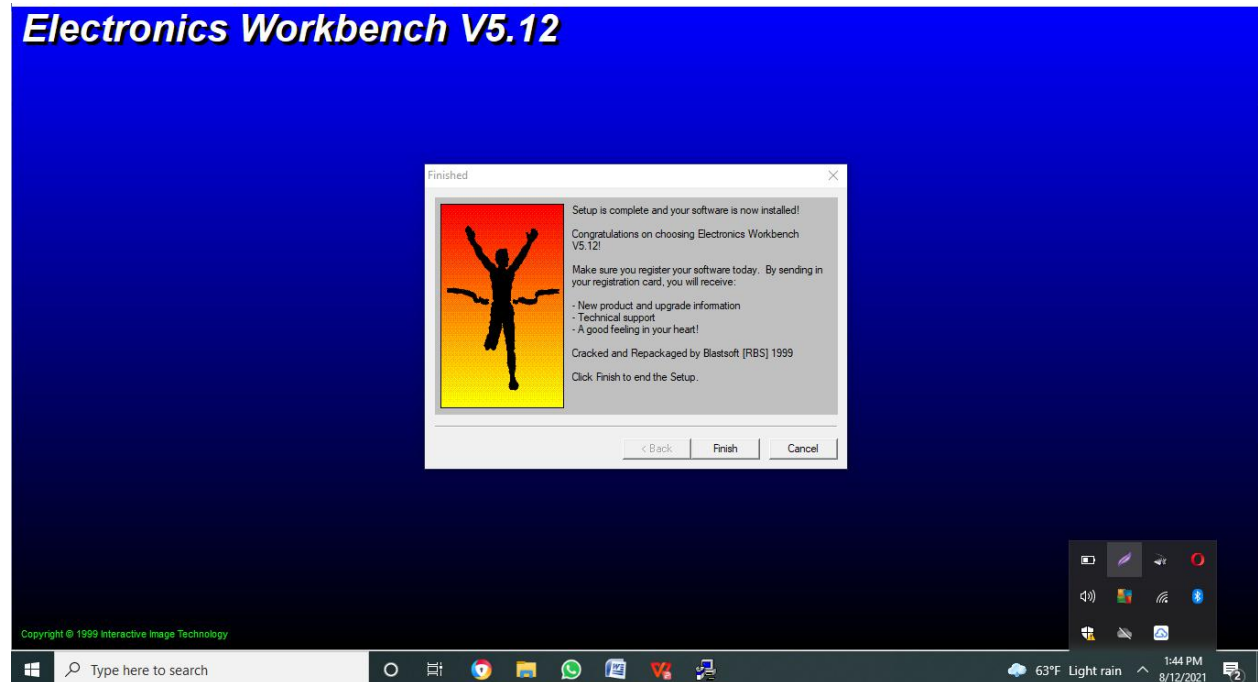 Electronics Workbench V5.12
Finished
Setup is complete and your software is now installed!
Congratulations on choosing Electronics Workbench
V5.12!
Make sure you register your software today. By sending in
your registration card, you will receive:
- New product and upgrade information
- Technical support
- A good feeling in your heart!
Cracked and Repackaged by Blastsoft [RBS] 1999
Click Finish to end the Setup.
< Back
Finish
Cancel
Copyright © 1999 Interactive Image Technology
Type here to search
63°F Light rain
1:44 PM
8/12/2021
2